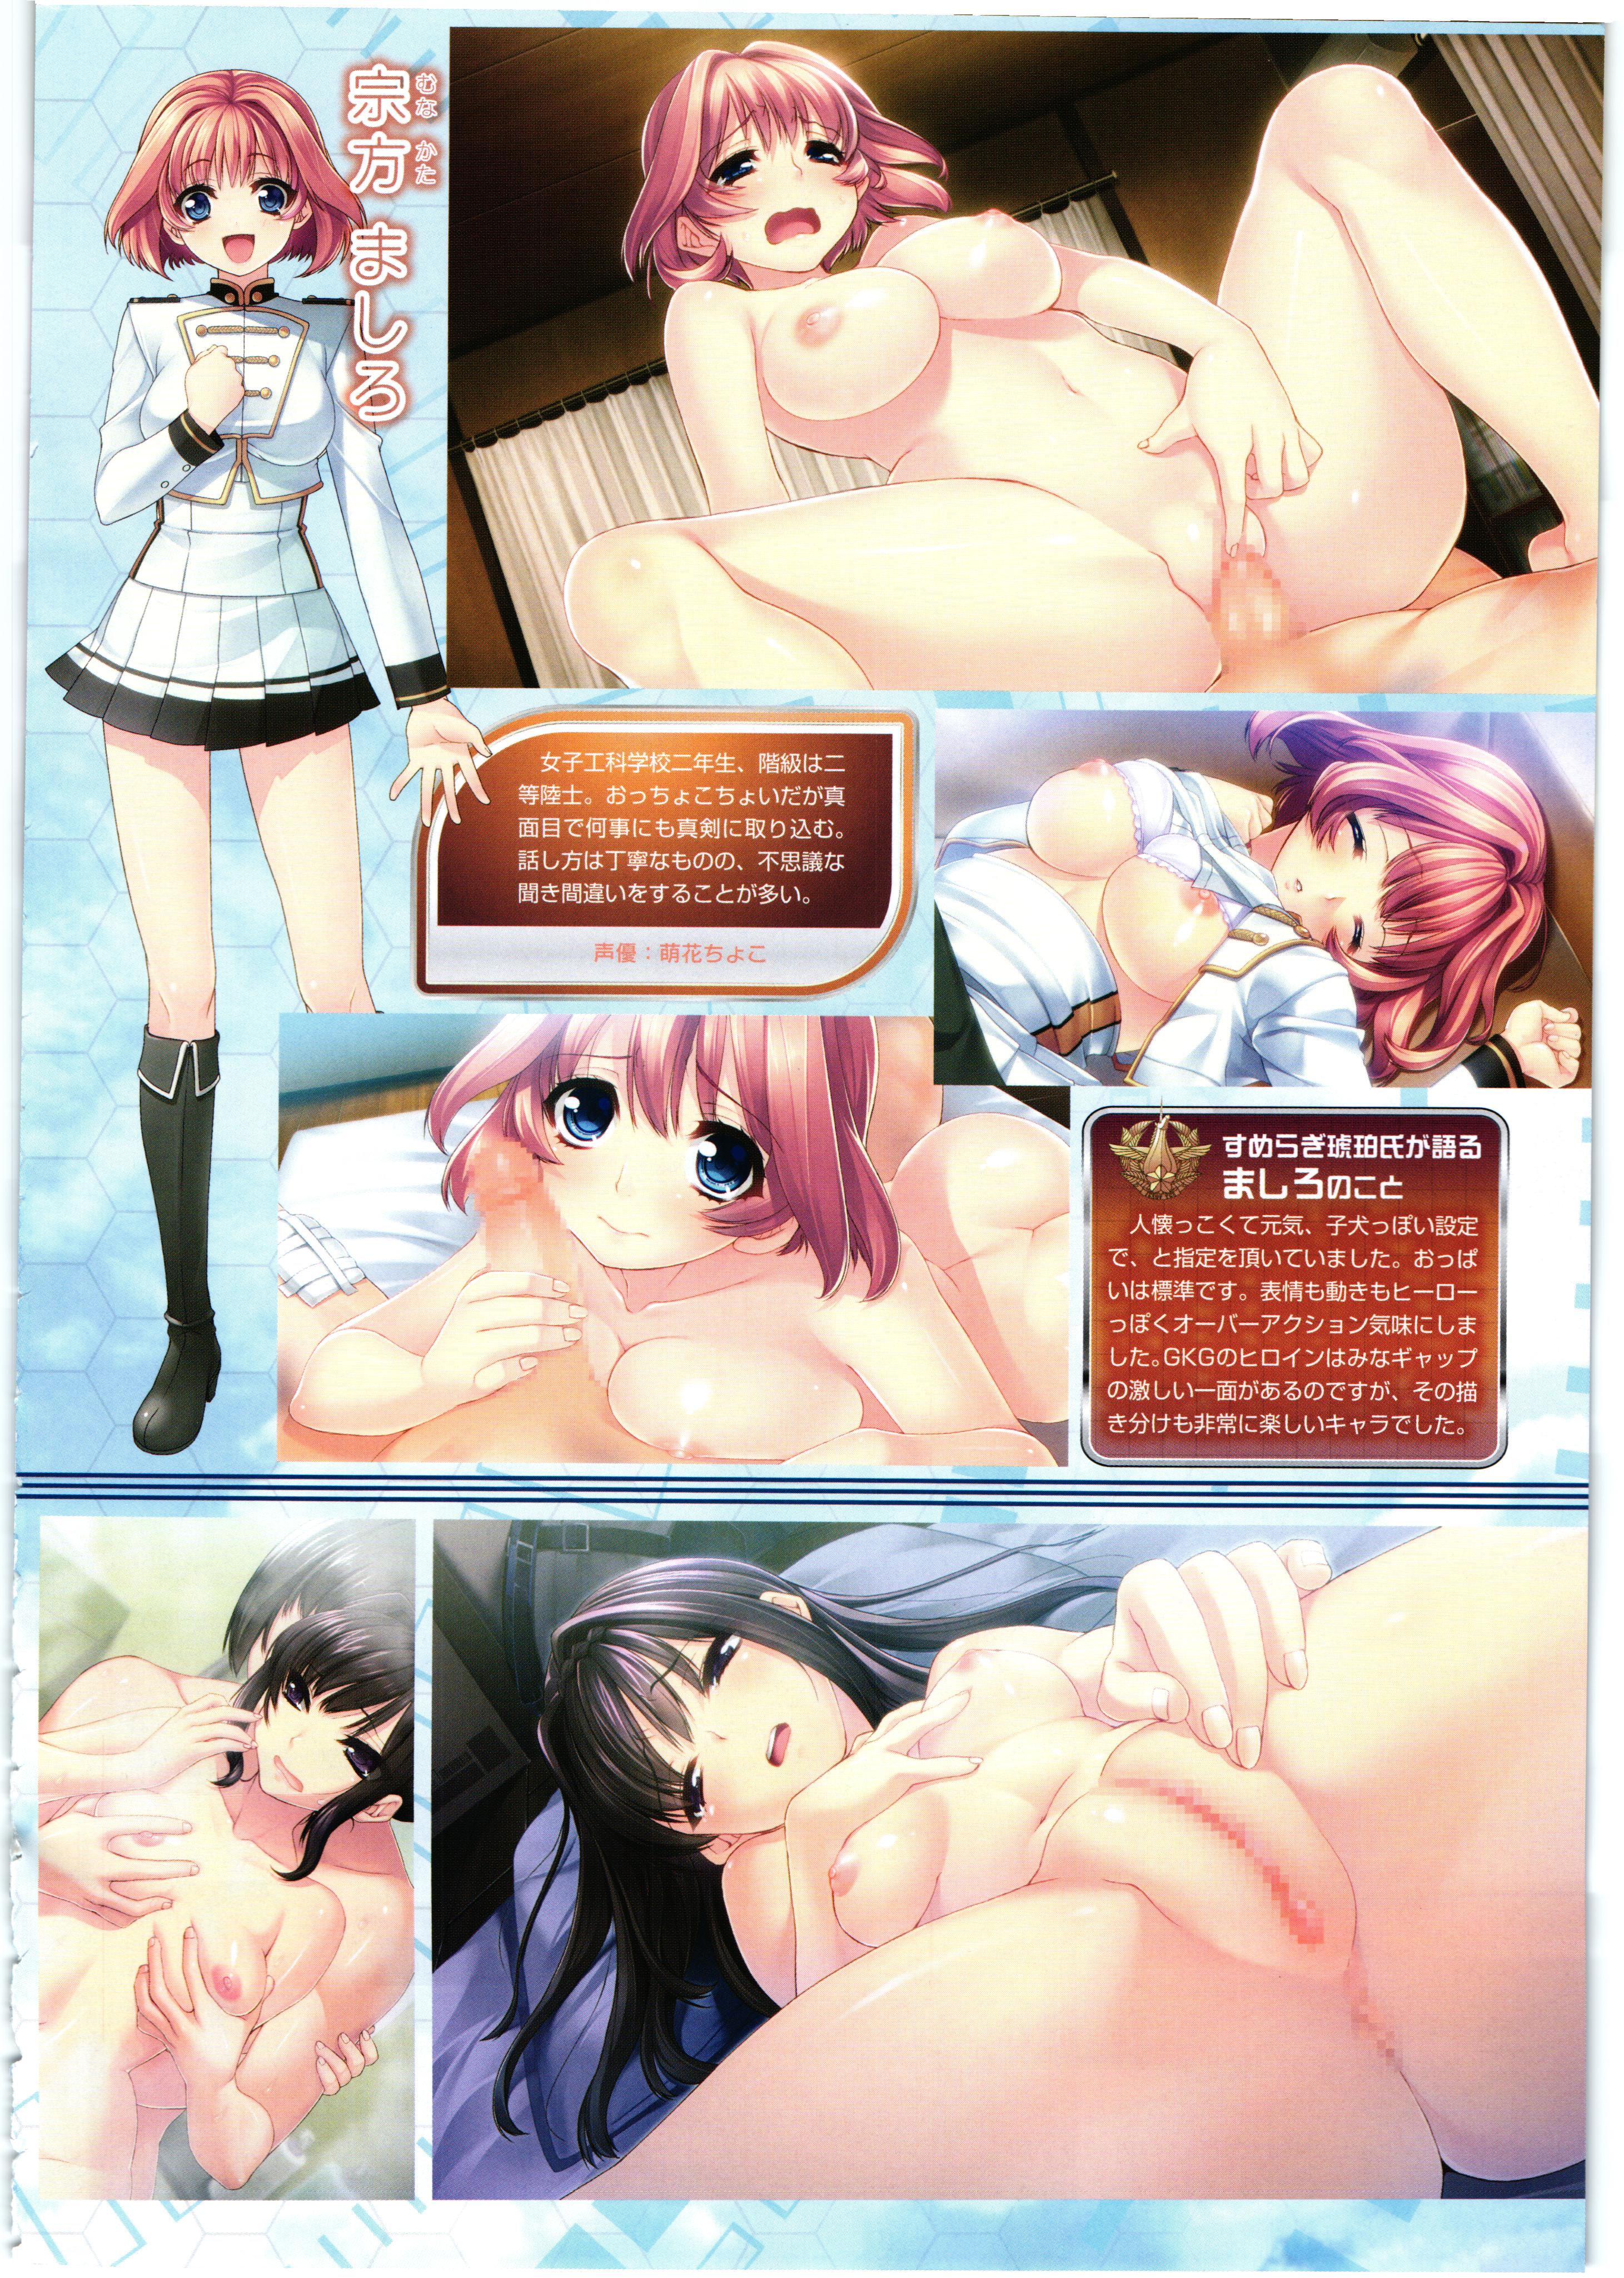 宗方 ましろ
むな かた
女子工科学校二年生、階級は二
等陸士。おっちょこちょいだが真
面目で何事にも真剣に取り込む。
話し方は丁寧なものの、不思議な
聞き間違いをすることが多い。
声優：萌花ちょこ
すめらぎ琥珀氏が語る
ましろのこと
人懐っこくて元気、子犬っぽい設定
で、と指定を頂いていました。おっぱ
いは標準です。表情も動きもヒーロー
っぽくオーバーアクション気味にしま
した。GKGのヒロインはみなギャップ
の激しい一面があるのですが、その描
き分けも非常に楽しいキャラでした。